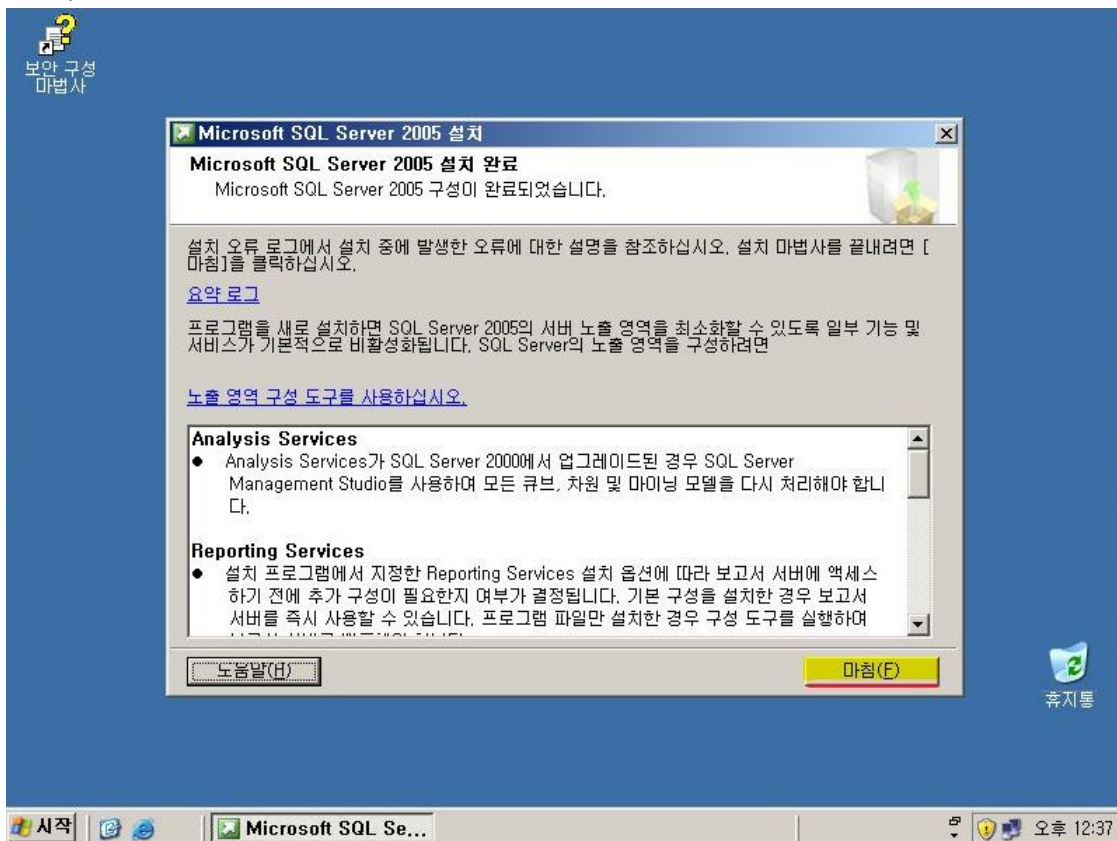 보안 구성
마법사
Microsoft SQL Server 2005 설치
Microsoft SQL Server 2005 설치 완료
Microsoft SQL Server 2005 구성이 완료되었습니다.
설치 오류 로그에서 설치 중에 발생한 오류에 대한 설명을 참조하십시오. 설치 마법사를 끝내려면 [
마침]을 클릭하십시오.
요약 로그
프로그램을 새로 설치하면 SQL Server 2005의 서버 노출 영역을 최소화할 수 있도록 일부 기능 및
서비스가 기본적으로 비활성화됩니다. SQL Server의 노출 영역을 구성하려면
노출 영역 구성 도구를 사용하십시오.
Analysis Services
● Analysis Services가 SQL Server 2000에서 업그레이드된 경우 SQL Server
Management Studio를 사용하여 모든 큐브, 차원 및 마이닝 모델을 다시 처리해야 합니
다.
Reporting Services
● 설치 프로그램에서 지정한 Reporting Services 설치 옵션에 따라 보고서 서버에 액세스
하기 전에 추가 구성이 필요한지 여부가 결정됩니다. 기본 구성을 설치한 경우 보고서
서버를 즉시 사용할 수 있습니다. 프로그램 파일만 설치한 경우 구성 도구를 실행하여
도움말(H)
마침(F)
휴지통
시작
Microsoft SQL Se...
오후 12:37